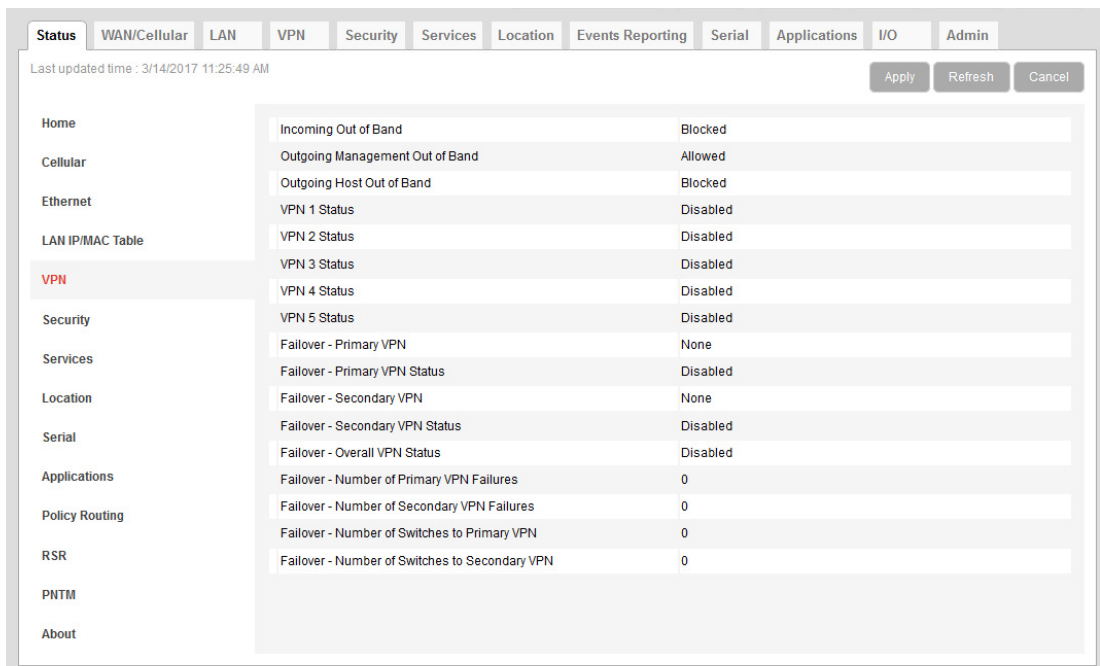 Status WAN/Cellular LAN VPN Security Services Location Events Reporting Serial Applications I/O Admin
Last updated time : 3/14/2017 11:25:49 AM
Apply Refresh Cancel
Home
Cellular
Ethernet
LAN IP/MAC Table
VPN
Security
Services
Location
Serial
Applications
Policy Routing
RSR
PNTM
About
Incoming Out of Band Blocked
Outgoing Management Out of Band Allowed
Outgoing Host Out of Band Blocked
VPN 1 Status Disabled
VPN 2 Status Disabled
VPN 3 Status Disabled
VPN 4 Status Disabled
VPN 5 Status Disabled
Failover - Primary VPN None
Failover - Primary VPN Status Disabled
Failover - Secondary VPN None
Failover - Secondary VPN Status Disabled
Failover - Overall VPN Status Disabled
Failover - Number of Primary VPN Failures 0
Failover - Number of Secondary VPN Failures 0
Failover - Number of Switches to Primary VPN 0
Failover - Number of Switches to Secondary VPN 0